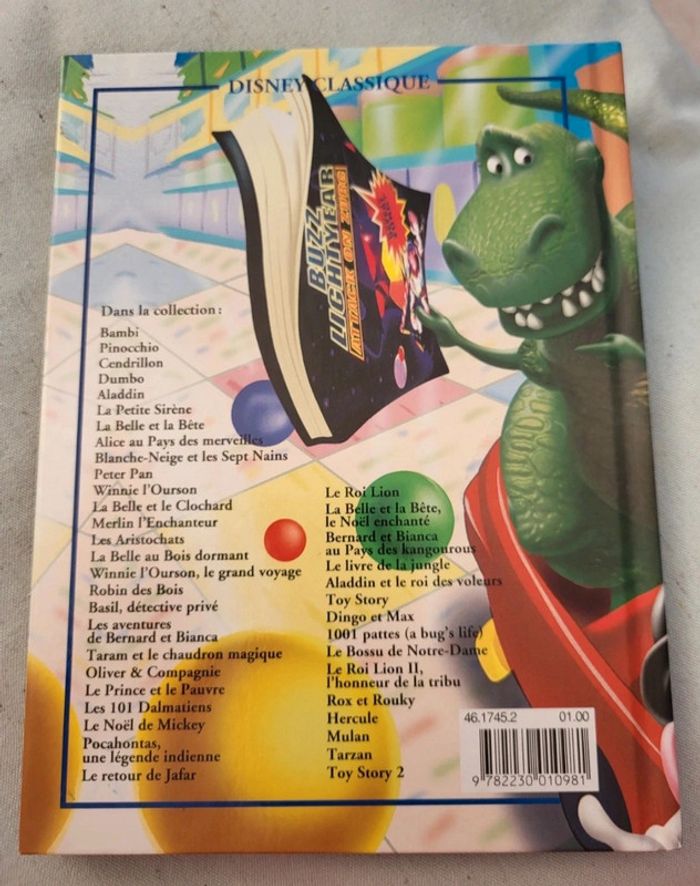 DISNEY CLASSIQUE
BUZZ
LIGHTYEAR
ATTACK ON ZURG
Dans la collection :
Bambi
Pinocchio
Cendrillon
Dumbo
Aladdin
La Petite Sirène
La Belle et la Bête
Alice au Pays des merveilles
Blanche-Neige et les Sept Nains
Peter Pan
Winnie l'Ourson
La Belle et le Clochard
Merlin l'Enchanteur
Les Aristochats
La Belle au Bois dormant
Winnie l'Ourson, le grand voyage
Robin des Bois
Basil, détective privé
Les aventures
de Bernard et Bianca
Taram et le chaudron magique
Oliver & Compagnie
Le Prince et le Pauvre
Les 101 Dalmatiens
Le Noël de Mickey
Pocahontas,
une légende indienne
Le retour de Jafar
Le Roi Lion
La Belle et la Bête,
le Noël enchanté
Bernard et Bianca
au Pays des kangourous
Le livre de la jungle
Aladdin et le roi des voleurs
Toy Story
Dingo et Max
1001 pattes (a bug's life)
Le Bossu de Notre-Dame
Le Roi Lion II,
l'honneur de la tribu
Rox et Rouky
Hercule
Mulan
Tarzan
Toy Story 2
46.1745.2 01.00
9 782230 010981